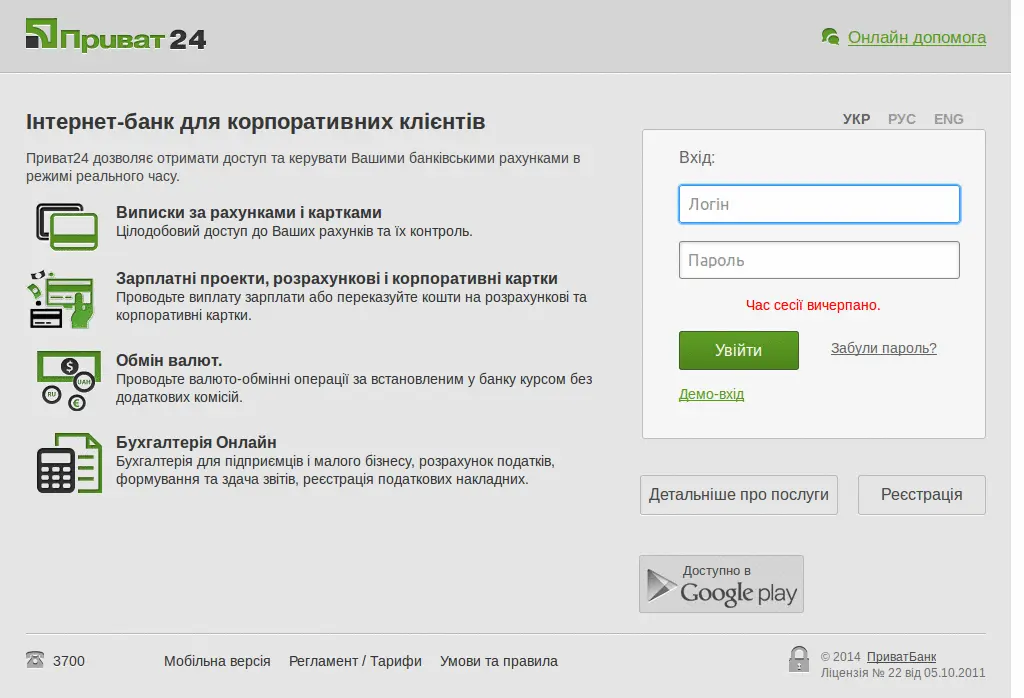 Приват 24
Онлайн допомога
Інтернет-банк для корпоративних клієнтів
Приват24 дозволяє отримати доступ та керувати Вашими банківськими рахунками в
режимі реального часу.
Виписки за рахунками і картками
Цілодобовий доступ до Ваших рахунків та їх контроль.
Зарплатні проекти, розрахункові і корпоративні картки
Проводьте виплату зарплати або переказуйте кошти на розрахункові та
корпоративні картки.
$
UAH
RU
€
Обмін валют.
Проводьте валюто-обмінні операції за встановленим у банку курсом без
додаткових комісій.
Бухгалтерія Онлайн
Бухгалтерія для підприємців і малого бізнесу, розрахунок податків,
формування та здача звітів, реєстрація податкових накладних.
УКР РУС ENG
Вхід:
Логін
Пароль
Час сесії вичерпано.
Увійти
Забули пароль?
Демо-вхід
Детальніше про послуги
Реєстрація
Доступно в
Google play
3700
Мобільна версія
Регламент / Тарифи
Умови та правила
© 2014 ПриватБанк
Ліцензія № 22 від 05.10.2011